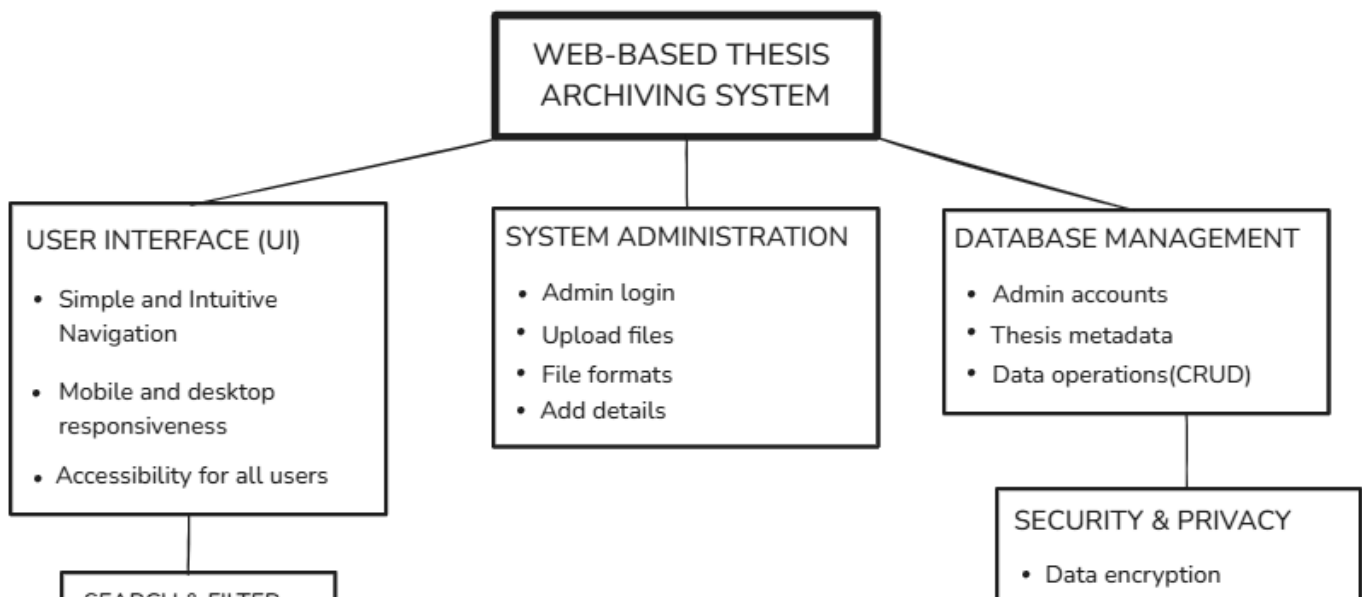 WEB-BASED THESIS
ARCHIVING SYSTEM
USER INTERFACE (UI)
• Simple and Intuitive
Navigation
• Mobile and desktop
responsiveness
• Accessibility for all users
SYSTEM ADMINISTRATION
• Admin login
• Upload files
• File formats
• Add details
DATABASE MANAGEMENT
• Admin accounts
• Thesis metadata
• Data operations(CRUD)
SEARCH & FILTER
SECURITY & PRIVACY
• Data encryption